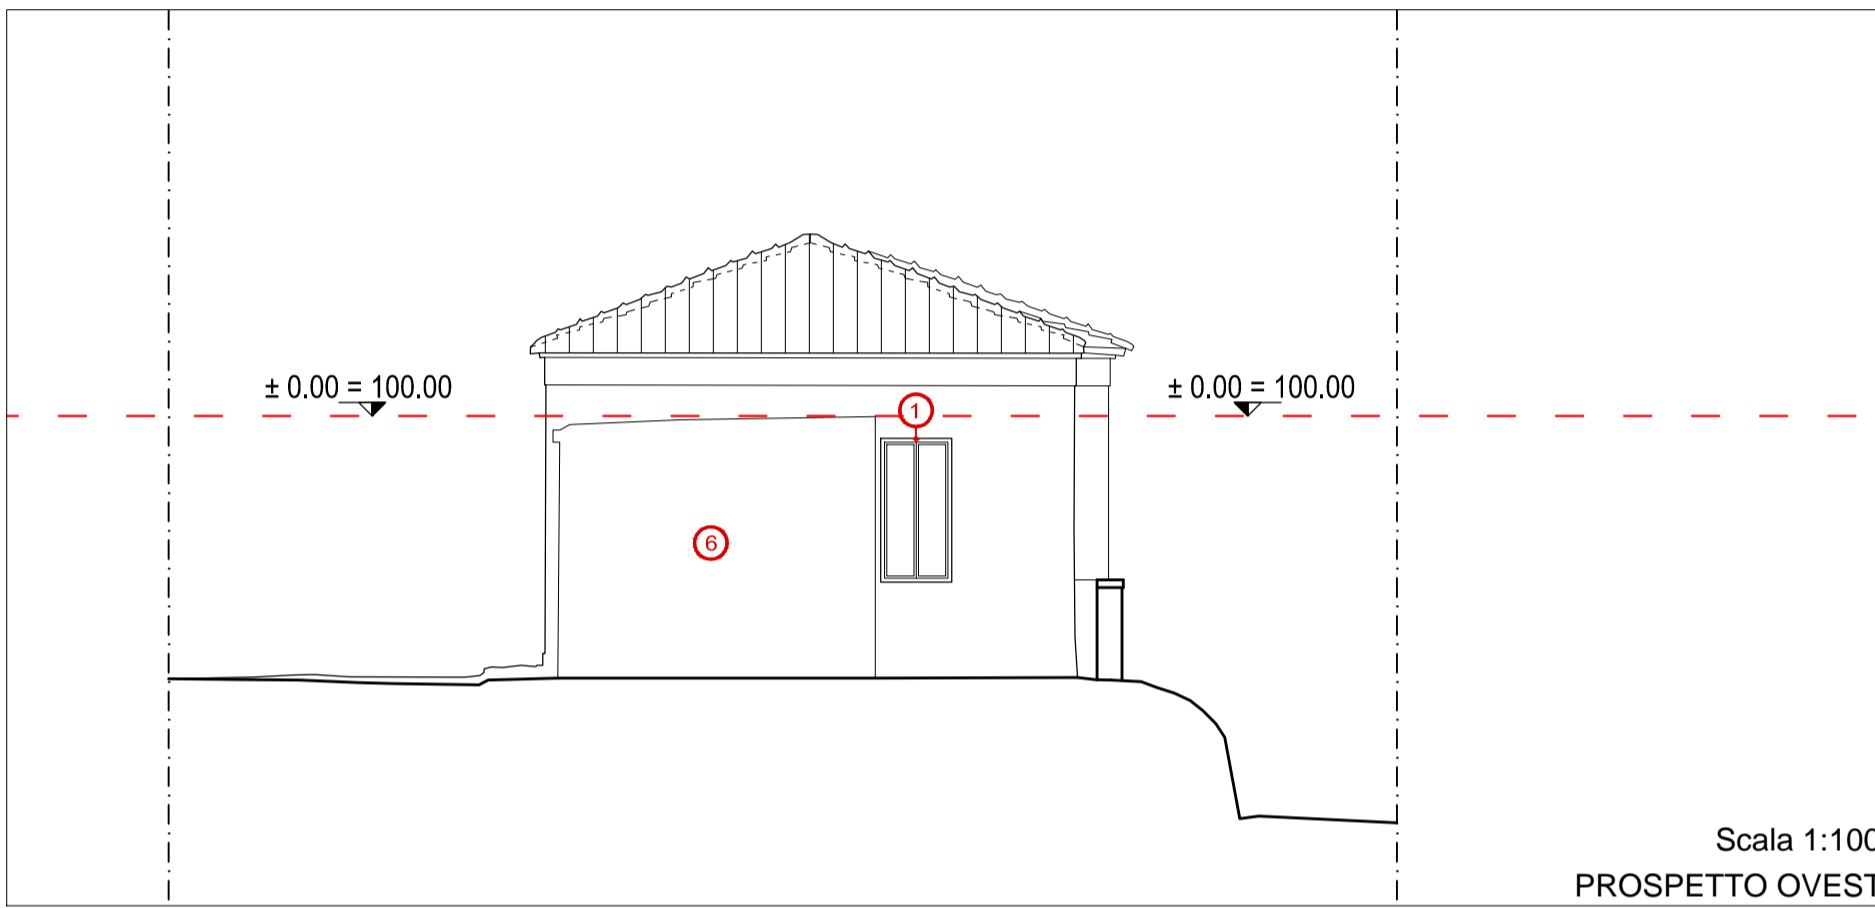 ± 0.00 = 100.00
± 0.00 = 100.00
1
6
Scala 1:100
PROSPETTO OVEST